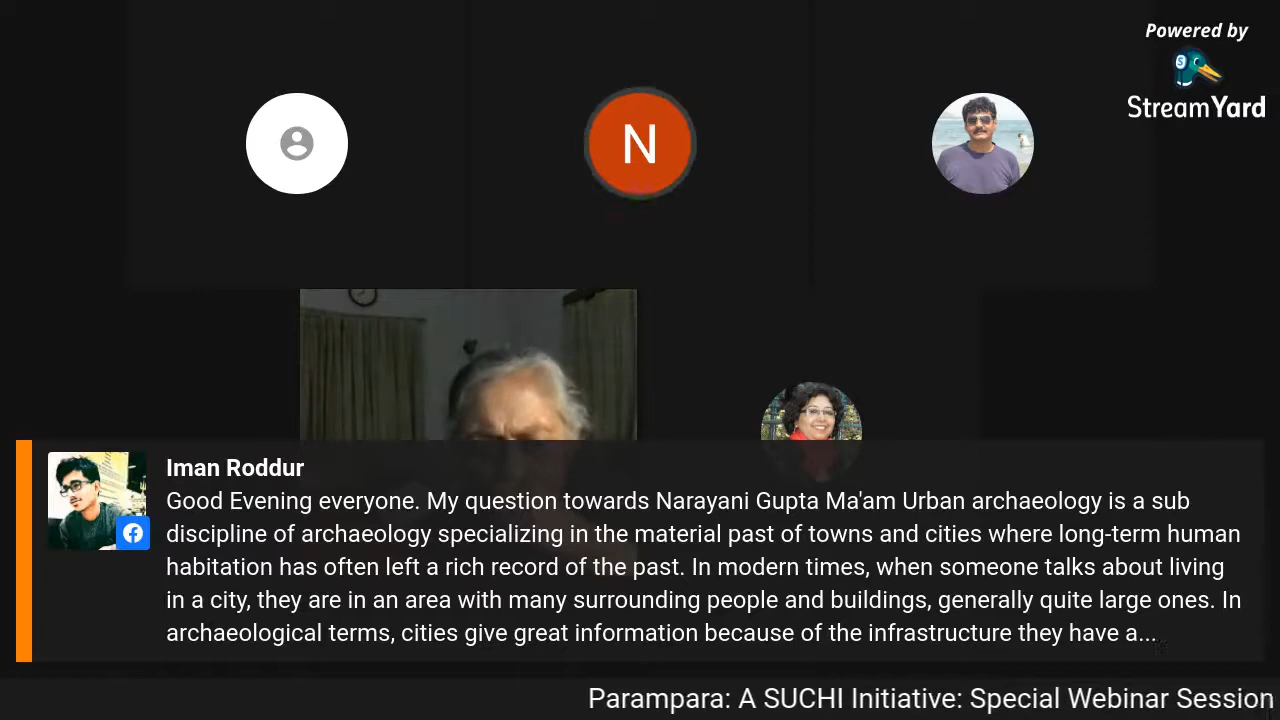 Powered by
StreamYard
N
Iman Roddur
Good Evening everyone. My question towards Narayani Gupta Ma'am Urban archaeology is a sub
discipline of archaeology specializing in the material past of towns and cities where long-term human
habitation has often left a rich record of the past. In modern times, when someone talks about living
in a city, they are in an area with many surrounding people and buildings, generally quite large ones. In
archaeological terms, cities give great information because of the infrastructure they have a...
Parampara: A SUCHI Initiative: Special Webinar Session